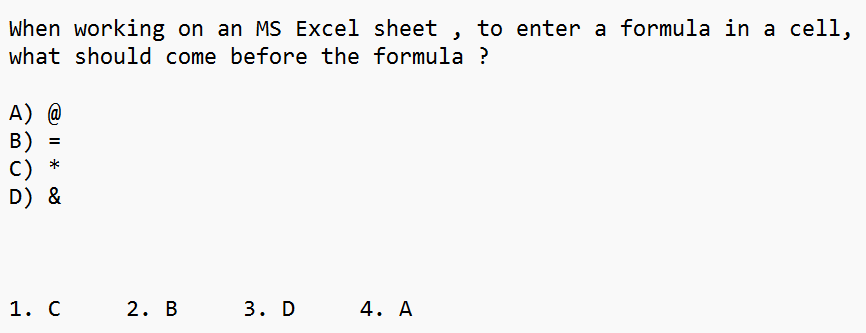 When working on an MS Excel sheet , to enter a formula in a cell,
what should come before the formula ?
A) @
B) =
C) *
D) &
1. C 2. B 3. D 4. A